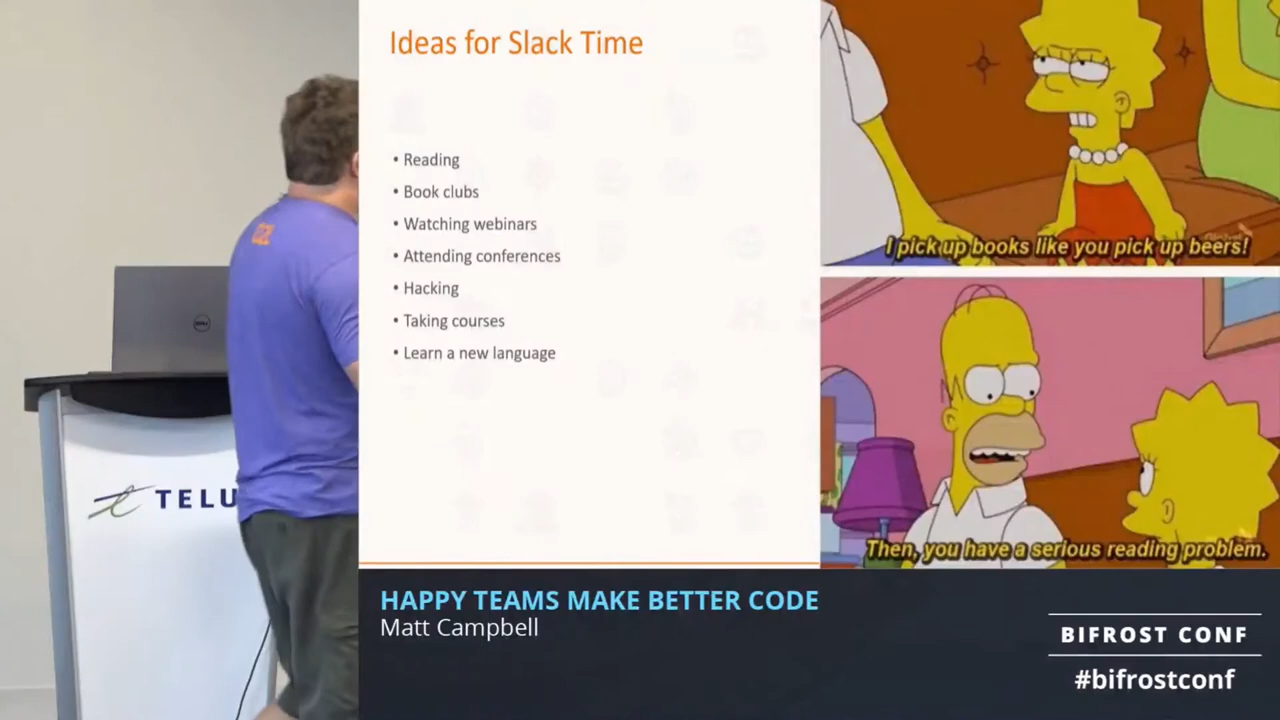 Ideas for Slack Time
• Reading
• Book clubs
• Watching webinars
• Attending conferences
• Hacking
• Taking courses
• Learn a new language
I pick up books like you pick up beers!
Then, you have a serious reading problem.
DELL
TELU
HAPPY TEAMS MAKE BETTER CODE
Matt Campbell
BIFROST CONF
#bifrostconf